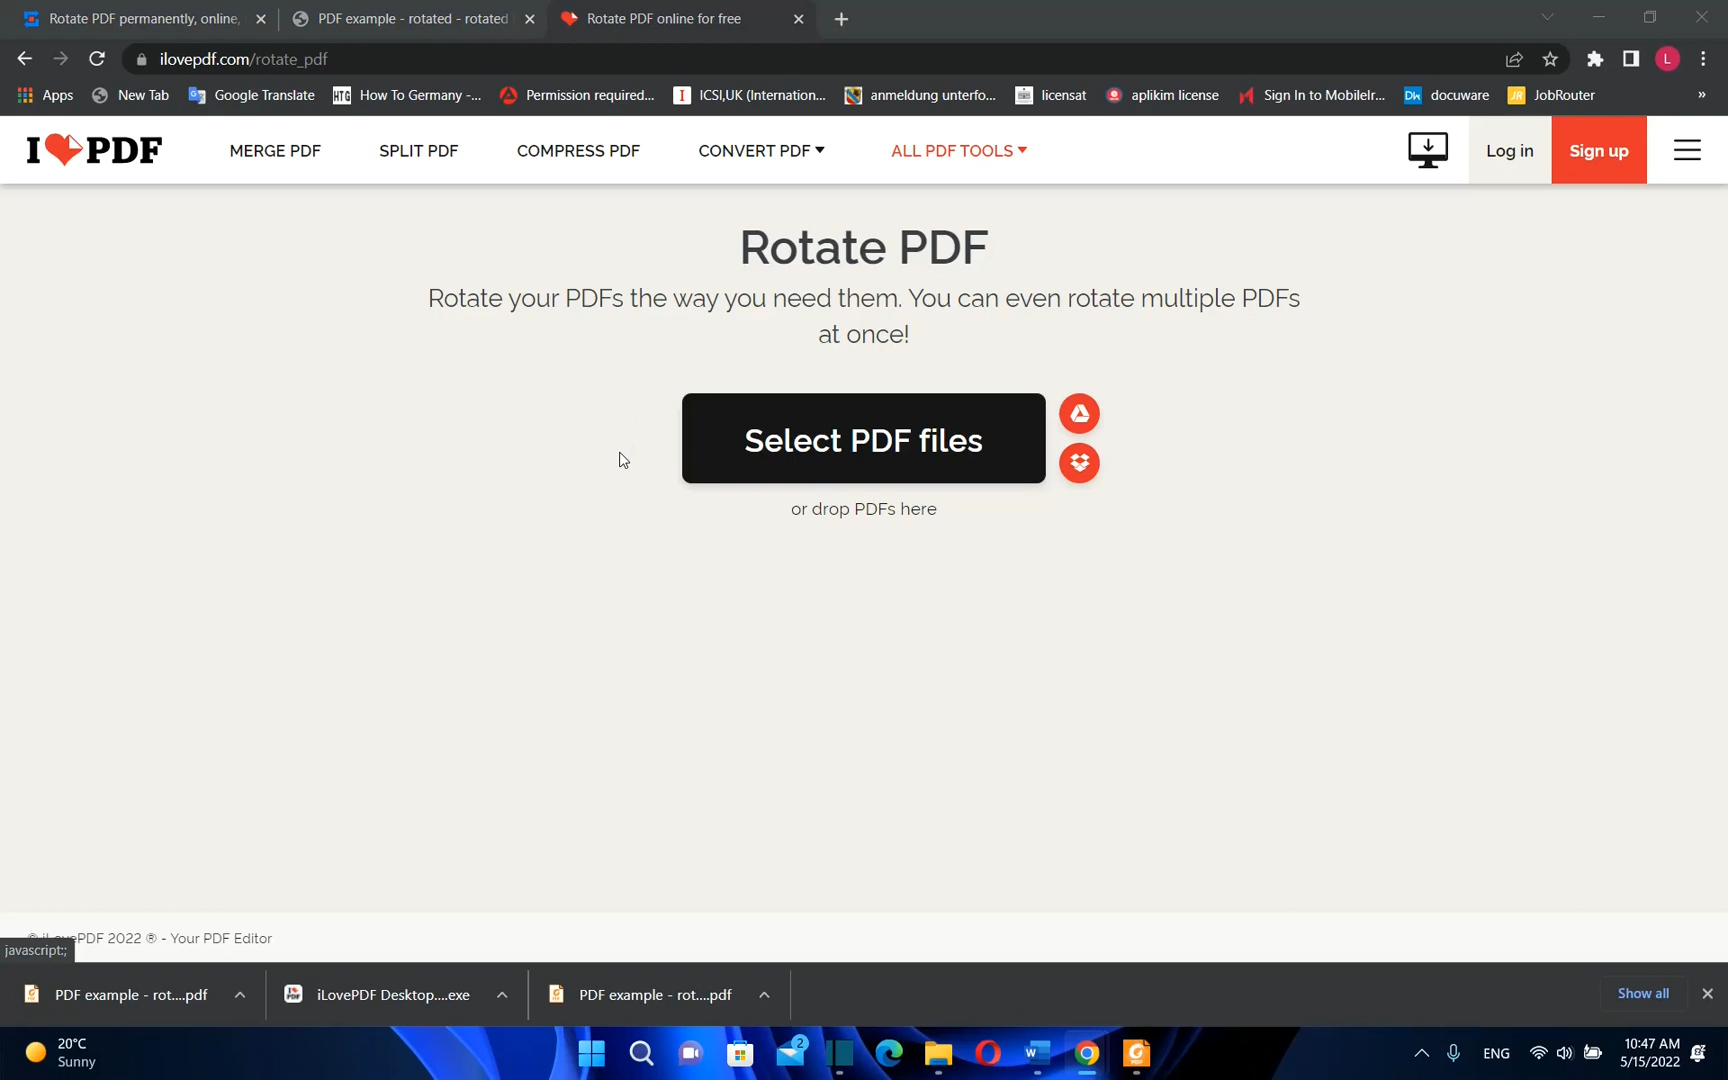 Rotate PDF permanently, online,
PDF example - rotated - rotated
Rotate PDF online for free
ilovepdf.com/rotate_pdf
L
Apps
New Tab
Google Translate
HTG How To Germany -...
Permission required...
I ICSI,UK (Internation...
anmeldung unterfo...
licensat
aplikim license
Sign In to MobileIr...
DW docuware
JR JobRouter
»
I PDF
MERGE PDF
SPLIT PDF
COMPRESS PDF
CONVERT PDF
ALL PDF TOOLS
Log in
Sign up
Rotate PDF
Rotate your PDFs the way you need them. You can even rotate multiple PDFs
at once!
Select PDF files
or drop PDFs here
PDF 2022 ® - Your PDF Editor
javascript:;
PDF example - rot....pdf
iLovePDF Desktop....exe
PDF example - rot....pdf
Show all
20°C
Sunny
2
ENG
10:47 AM
5/15/2022